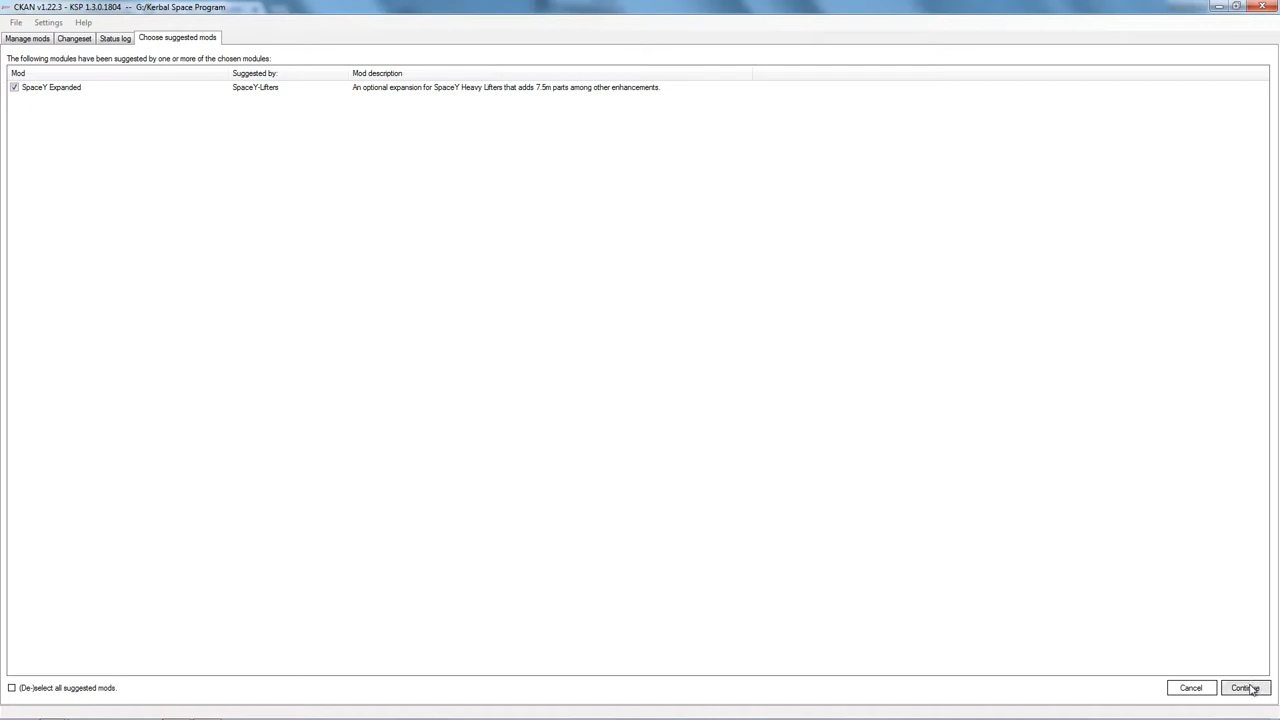 CKAN v1.22.3 - KSP 1.3.0.1804 -- G:/Kerbal Space Program
File Settings Help
Manage mods Changeset Status log Choose suggested mods
The following modules have been suggested by one or more of the chosen modules:
Mod Suggested by: Mod description
SpaceY Expanded SpaceY-Lifters An optional expansion for SpaceY Heavy Lifters that adds 7.5m parts among other enhancements.
(De-)select all suggested mods. Cancel Continue